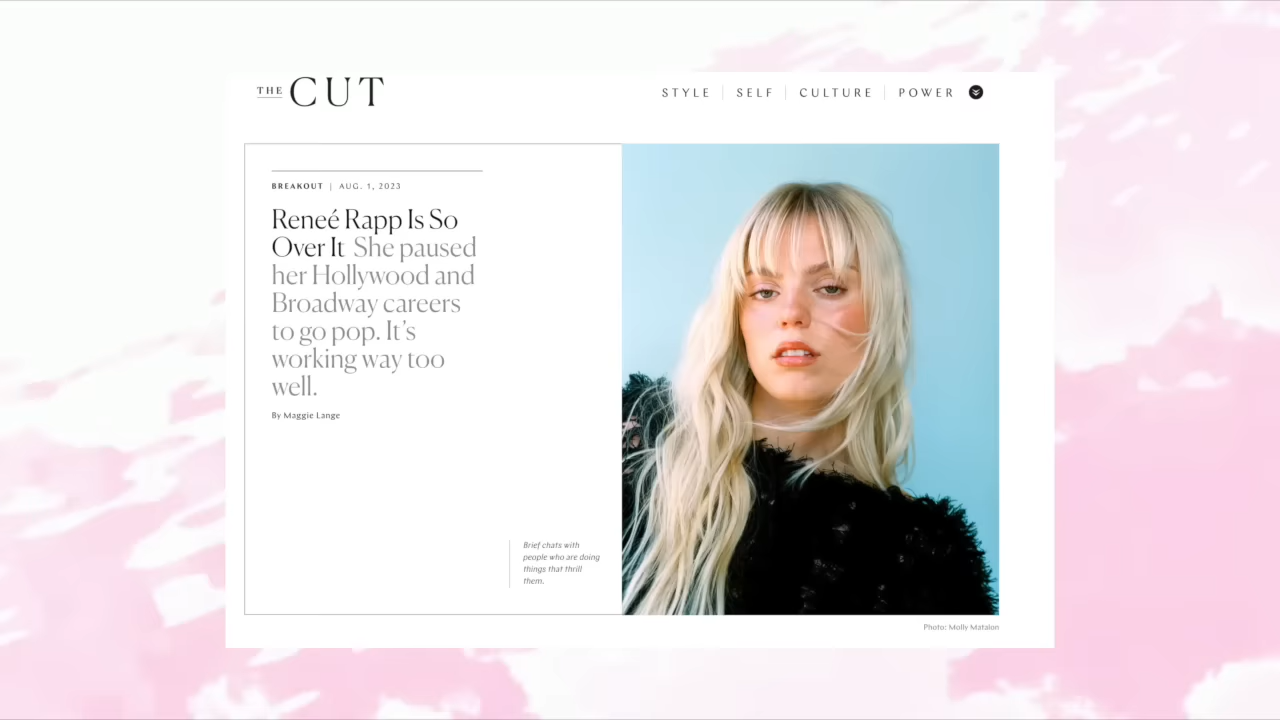 THE CUT
STYLE SELF CULTURE POWER
BREAKOUT | AUG. 1, 2023
Reneé Rapp Is So
Over It She paused
her Hollywood and
Broadway careers
to go pop. It's
working way too
well.
By Maggie Lange
Brief chats with
people who are doing
things that thrill
them.
Photo: Molly Matalon